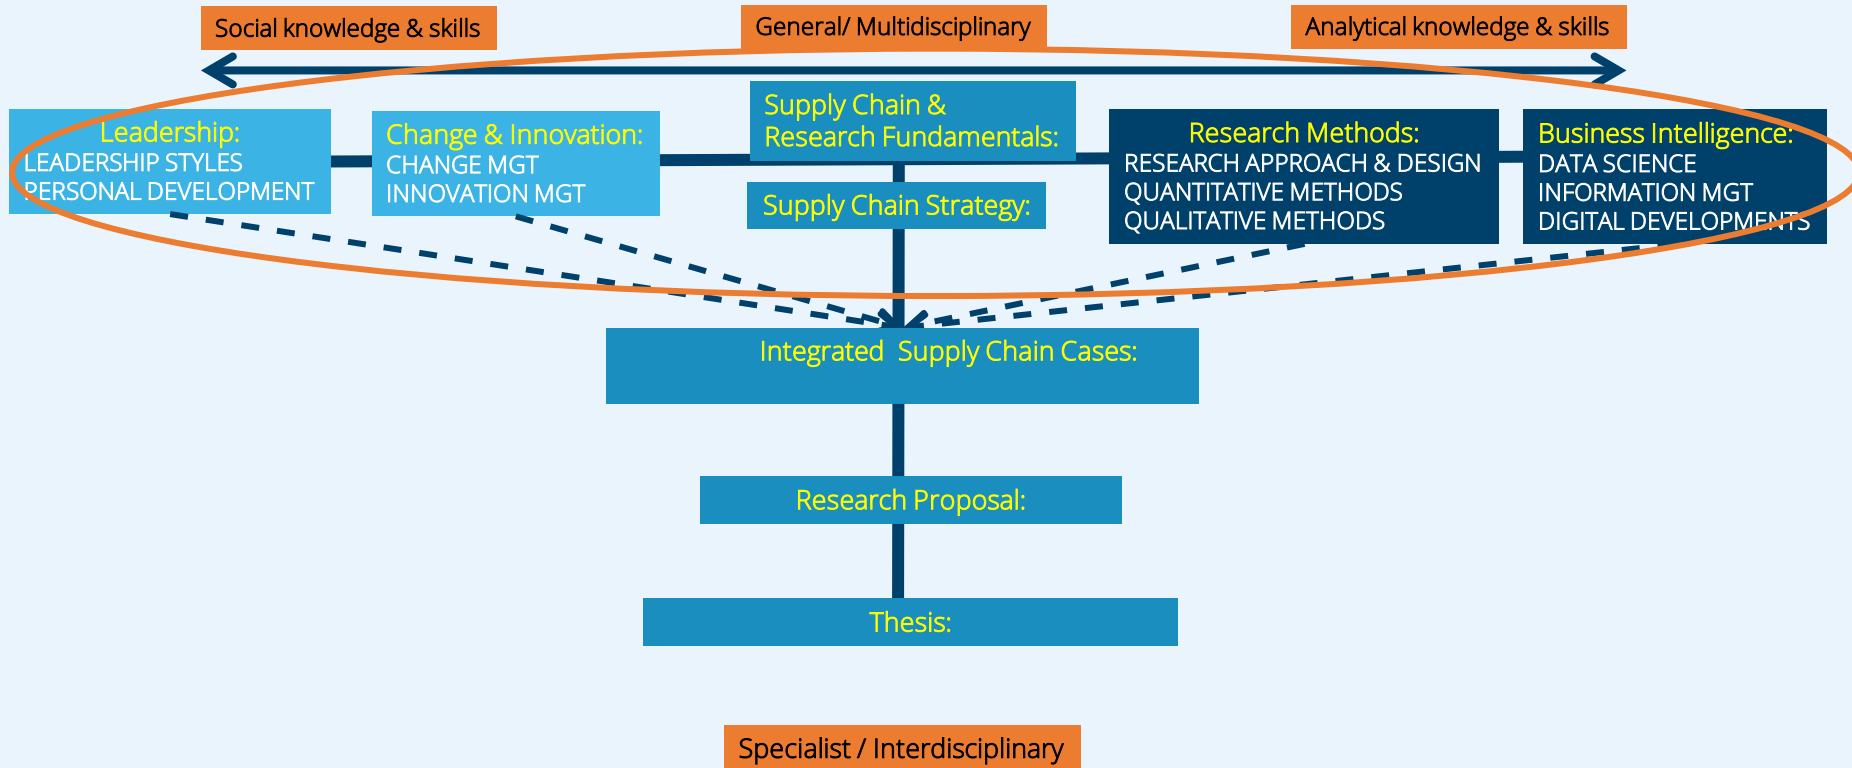 Social knowledge & skills
General/ Multidisciplinary
Analytical knowledge & skills
Leadership:
LEADERSHIP STYLES
PERSONAL DEVELOPMENT
Change & Innovation:
CHANGE MGT
INNOVATION MGT
Supply Chain &
Research Fundamentals:
Supply Chain Strategy:
Research Methods:
RESEARCH APPROACH & DESIGN
QUANTITATIVE METHODS
QUALITATIVE METHODS
Business Intelligence:
DATA SCIENCE
INFORMATION MGT
DIGITAL DEVELOPMENTS
Integrated  Supply Chain Cases:
Research Proposal:
Thesis:
Specialist / Interdisciplinary